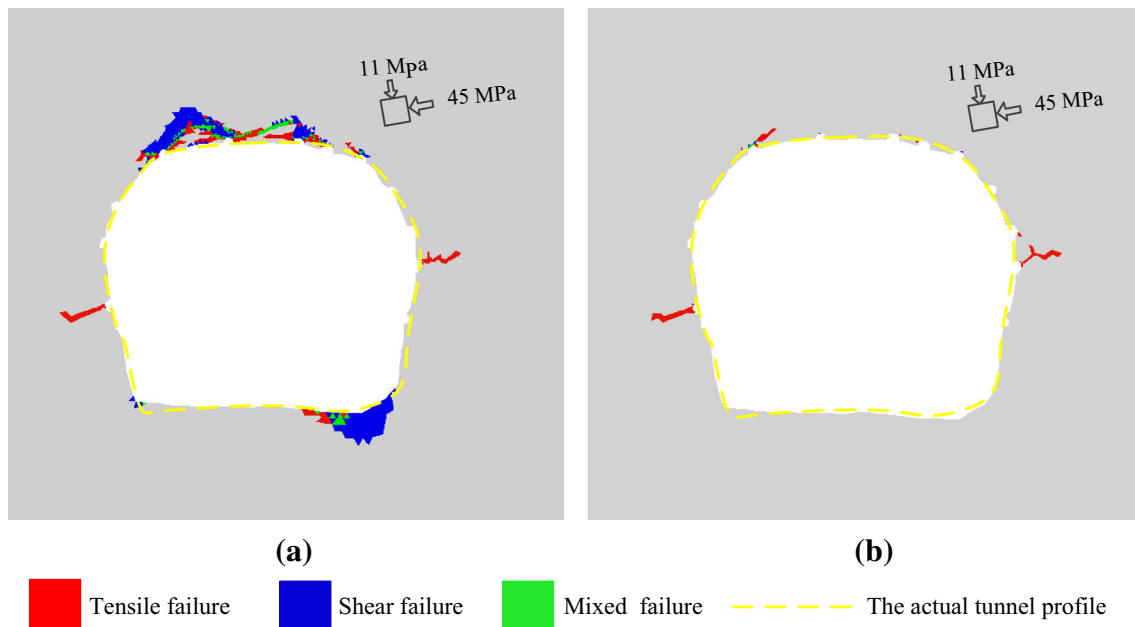 11 Mpa
45 MPa
11 MPa
45 MPa
(a)
(b)
Tensile failure
Shear failure
Mixed failure
The actual tunnel profile